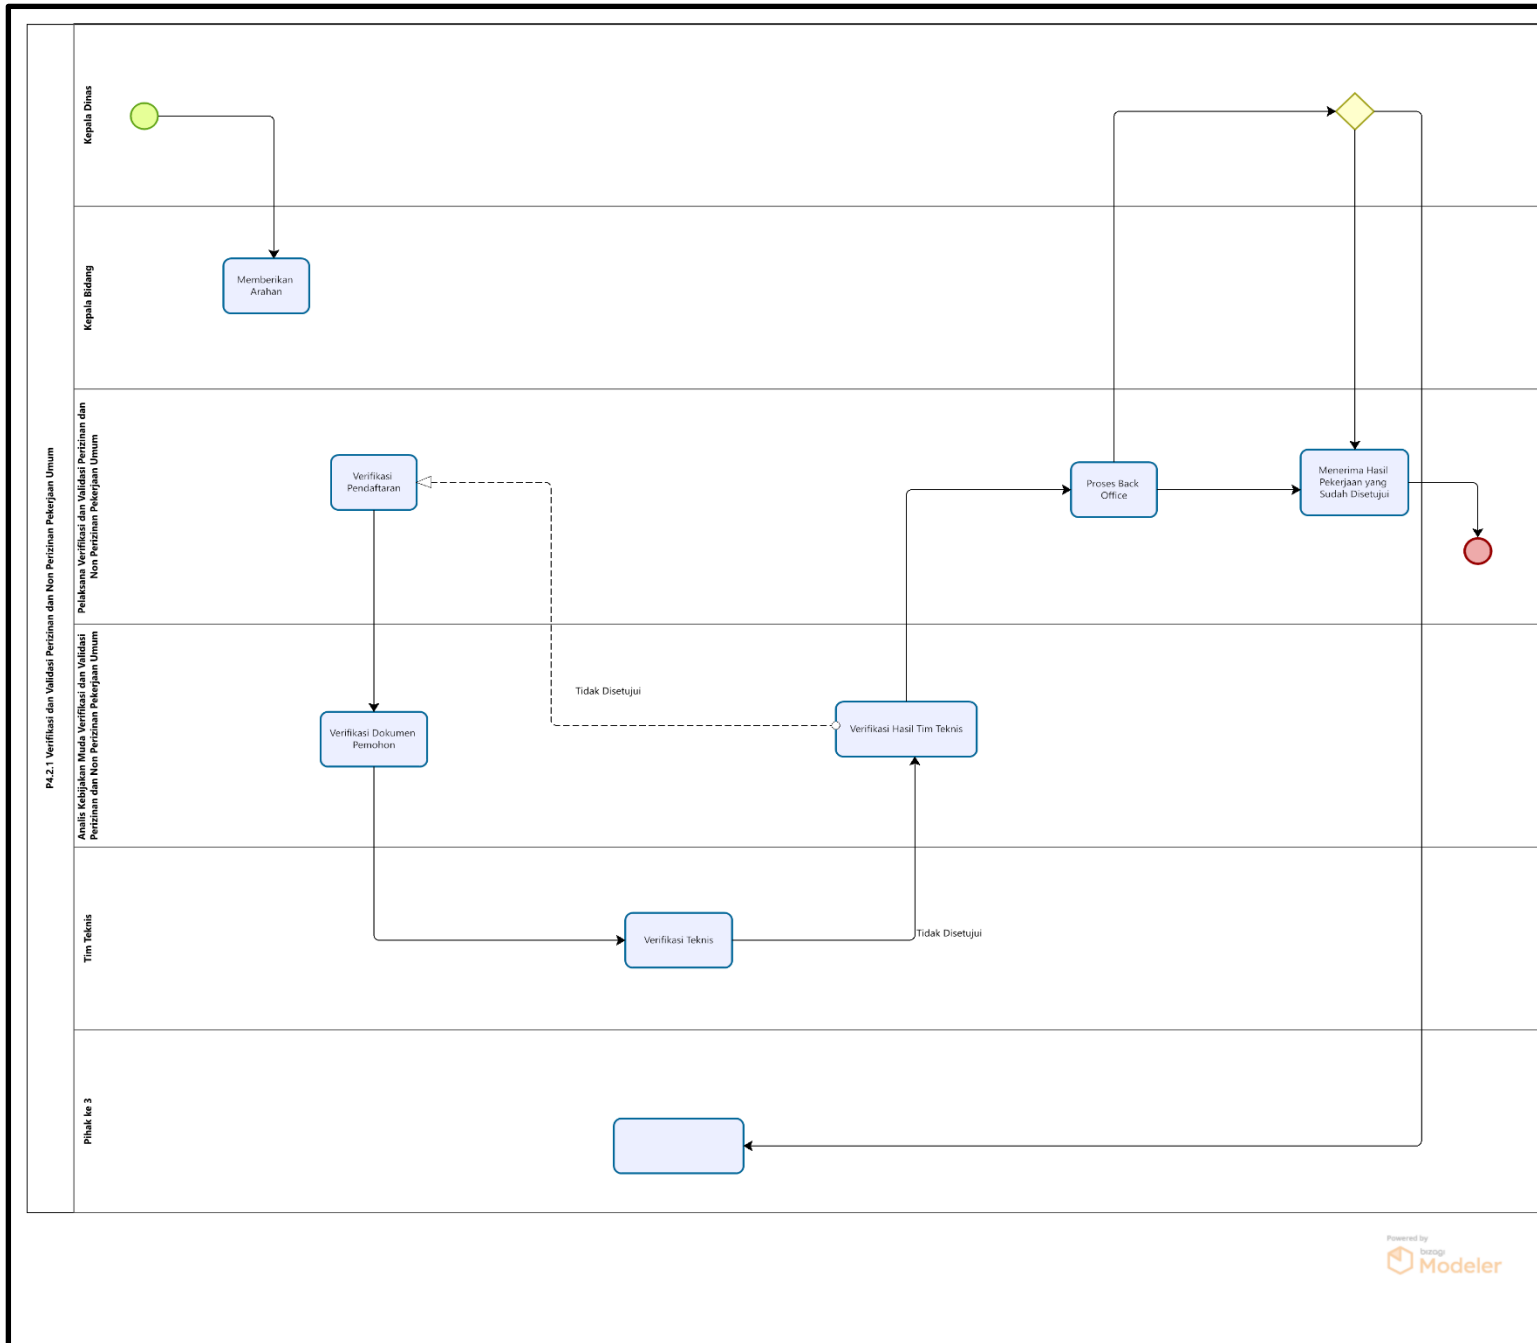 P4.2.1 Verifikasi dan Validasi Perizinan dan Non Perizinan Pekerjaan Umum
Kepala Dinas
Kepala Bidang
Memberikan
Arahan
Pelaksana Verifikasi dan Validasi Perizinan dan
Non Perizinan Pekerjaan Umum
Verifikasi
Pendaftaran
Proses Back
Office
Menerima Hasil
Pekerjaan yang
Sudah Disetujui
Analis Kebijakan Muda Verifikasi dan Validasi
Perizinan dan Non Perizinan Pekerjaan Umum
Tidak Disetujui
Verifikasi Dokumen
Pemohon
Verifikasi Hasil Tim Teknis
Tim Teknis
Verifikasi Teknis
Tidak Disetujui
Pihak ke 3
Powered by
bizagi
Modeler